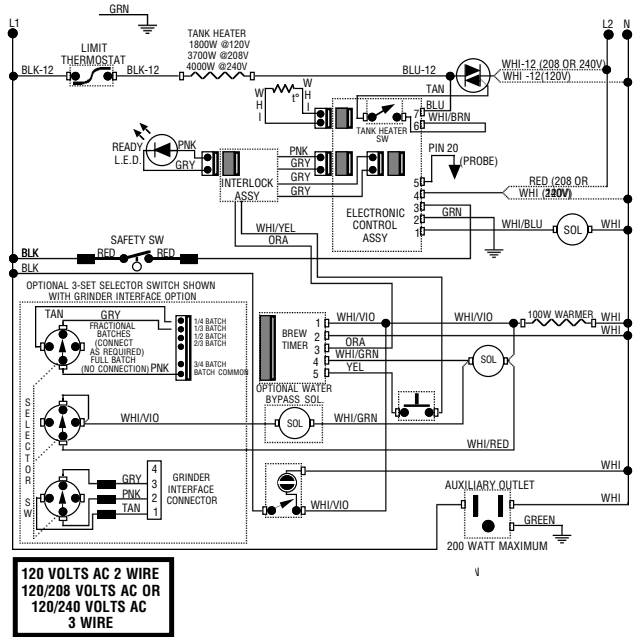 GRN
L1
L2 N
LIMIT
THERMOSTAT
TANK HEATER
1800W @120V
3700W @208V
4000W @240V
BLK-12
BLK-12
BLU-12
WHI-12 (208 OR 240V)
WHI -12(120V)
TAN
WHI
t°
WHI
TANK HEATER
SW
7
BLU
WHI/BRN
6
READY
L.E.D.
PNK
GRY
PNK
GRY
GRY
GRY
INTERLOCK
ASSY
PIN 20
(PROBE)
5
4
3
2
1
RED (208 OR
WHI
GRN
ELECTRONIC
CONTROL
ASSY
WHI/BLU
SOL
WHI
WHI/YEL
ORA
SAFETY SW
BLK
RED
RED
BLK
OPTIONAL 3-SET SELECTOR SWITCH SHOWN
WITH GRINDER INTERFACE OPTION
TAN
GRY
FRACTIONAL
BATCHES
(CONNECT
AS REQUIRED)
FULL BATCH
(NO CONNECTION)
PNK
1/4 BATCH
1/3 BATCH
1/2 BATCH
2/3 BATCH
3/4 BATCH
BATCH COMMON
BREW
TIMER
1
2
3
4
5
WHI/VIO
WHI/VIO
100W WARMER
WHI
WHI
ORA
WHI/GRN
YEL
SOL
OPTIONAL WATER
BYPASS SOL
SELECTOR SW
WHI/VIO
SOL
WHI/GRN
WHI/RED
GRY
PNK
TAN
4
3
2
1
GRINDER
INTERFACE
CONNECTOR
WHI/VIO
WHI
AUXILIARY OUTLET
WHI
GREEN
200 WATT MAXIMUM
120 VOLTS AC 2 WIRE
120/208 VOLTS AC OR
120/240 VOLTS AC
3 WIRE